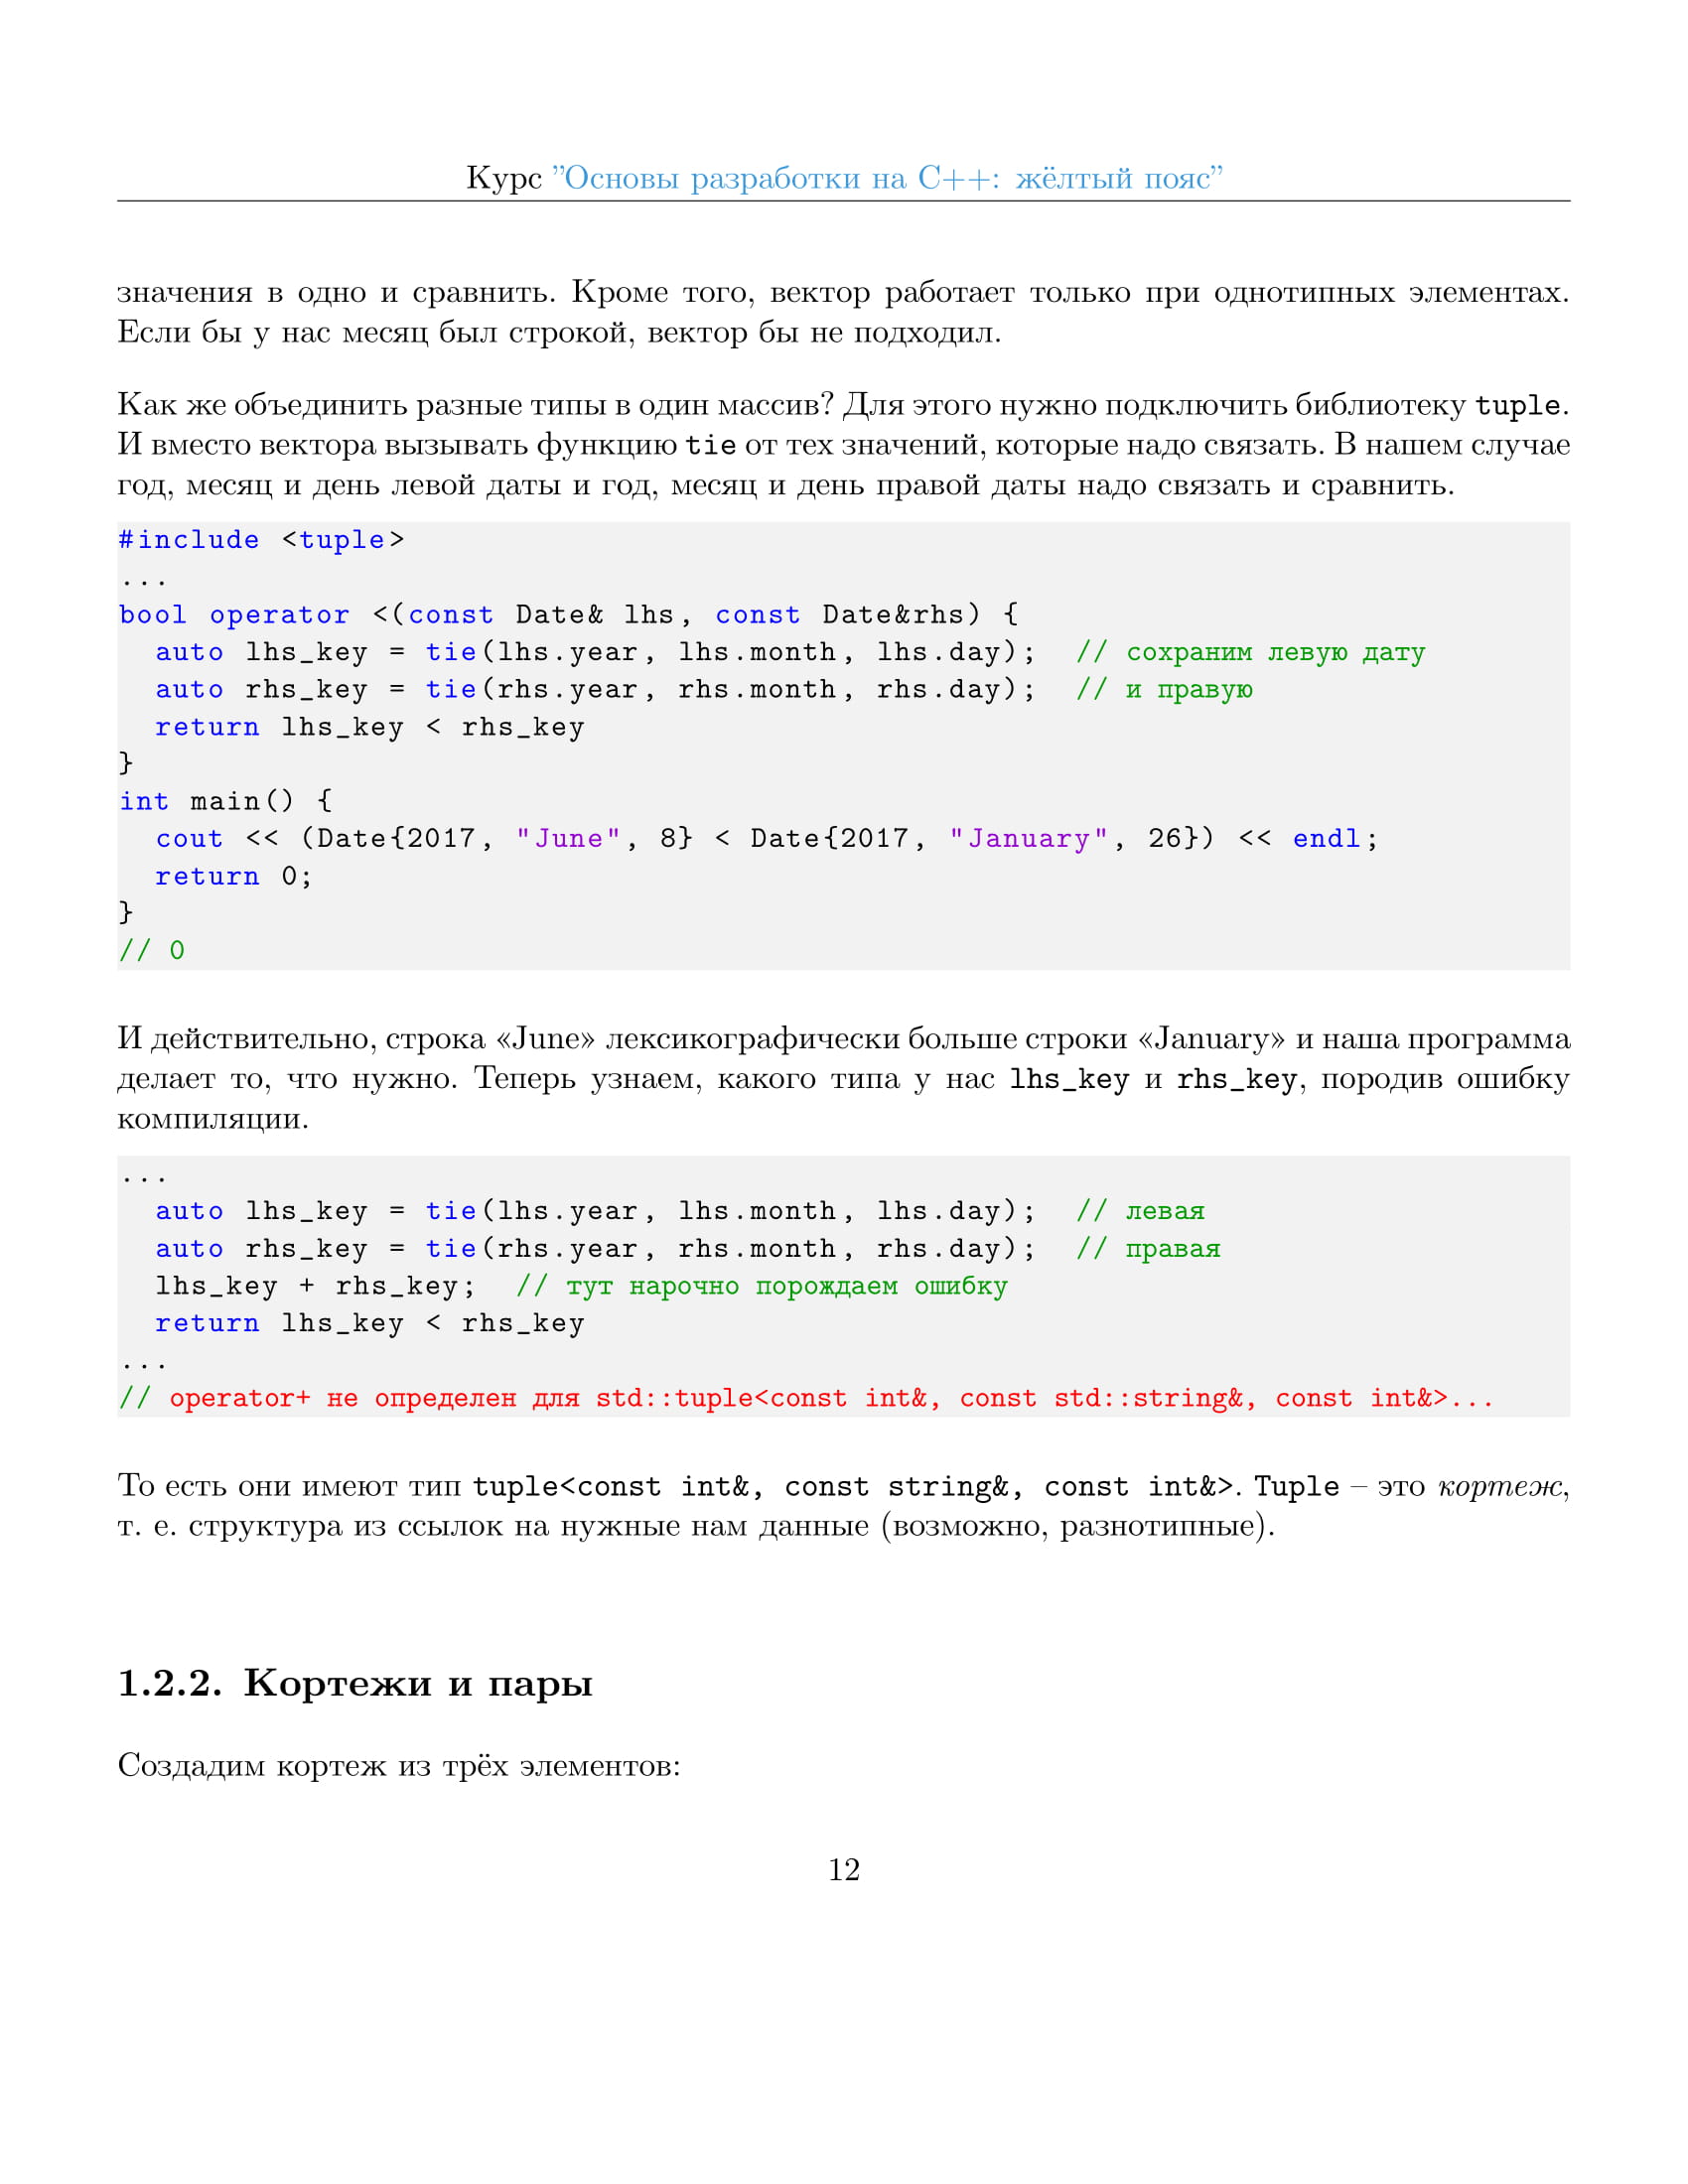 Курс ”Основы разработки на C++: жёлтый пояс”
значения в одно и сравнить. Кроме того, вектор работает только при однотипных элементах.
Если бы у нас месяц был строкой, вектор бы не подходил.
Как же объединить разные типы в один массив? Для этого нужно подключить библиотеку tuple.
И вместо вектора вызывать функцию tie от тех значений, которые надо связать. В нашем случае
год, месяц и день левой даты и год, месяц и день правой даты надо связать и сравнить.
#include <tuple>
...
bool operator <(const Date& lhs, const Date&rhs) {
  auto lhs_key = tie(lhs.year, lhs.month, lhs.day);  // сохраним левую дату
  auto rhs_key = tie(rhs.year, rhs.month, rhs.day);  // и правую
  return lhs_key < rhs_key
}
int main() {
  cout << (Date{2017, "June", 8} < Date{2017, "January", 26}) << endl;
  return 0;
}
// 0
И действительно, строка «June» лексикографически больше строки «January» и наша программа
делает то, что нужно. Теперь узнаем, какого типа у нас lhs_key и rhs_key, породив ошибку
компиляции.
...
  auto lhs_key = tie(lhs.year, lhs.month, lhs.day);  // левая
  auto rhs_key = tie(rhs.year, rhs.month, rhs.day);  // правая
  lhs_key + rhs_key;  // тут нарочно порождаем ошибку
  return lhs_key < rhs_key
...
// operator+ не определен для std::tuple<const int&, const std::string&, const int&>...
То есть они имеют тип tuple<const int&, const string&, const int&>. Tuple – это кортеж,
т. е. структура из ссылок на нужные нам данные (возможно, разнотипные).
1.2.2. Кортежи и пары
Создадим кортеж из трёх элементов:
12